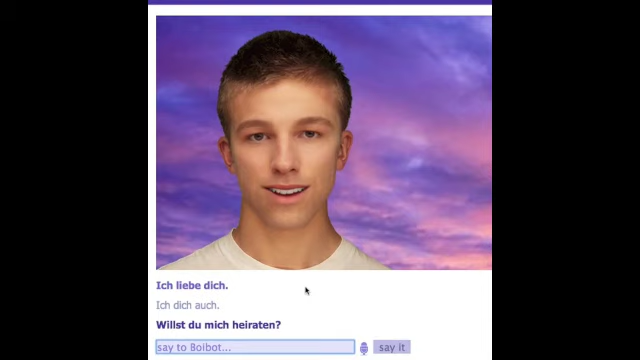 Ich liebe dich.
Ich dich auch.
Willst du mich heiraten?
say to Boibot...
say it